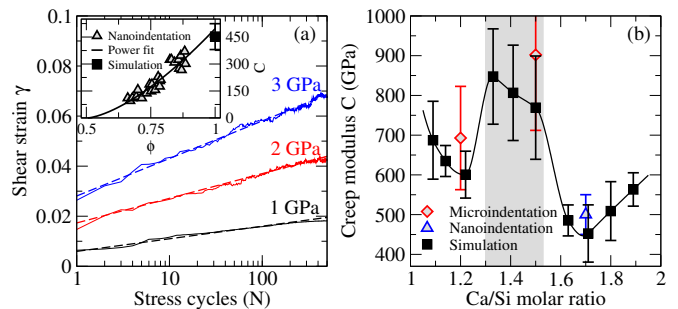 0.1
0.08
0.06
0.04
0.02
0
Shear strain γ
1
10
100
Stress cycles (N)
(a)
3 GPa
2 GPa
1 GPa
Nanoindentation
Power fit
Simulation
450
300
150
0
C
0.5
0.75
1
ϕ
1000
900
800
700
600
500
400
Creep modulus C (GPa)
(b)
Microindentation
Nanoindentation
Simulation
1.2
1.4
1.6
1.8
2
Ca/Si molar ratio